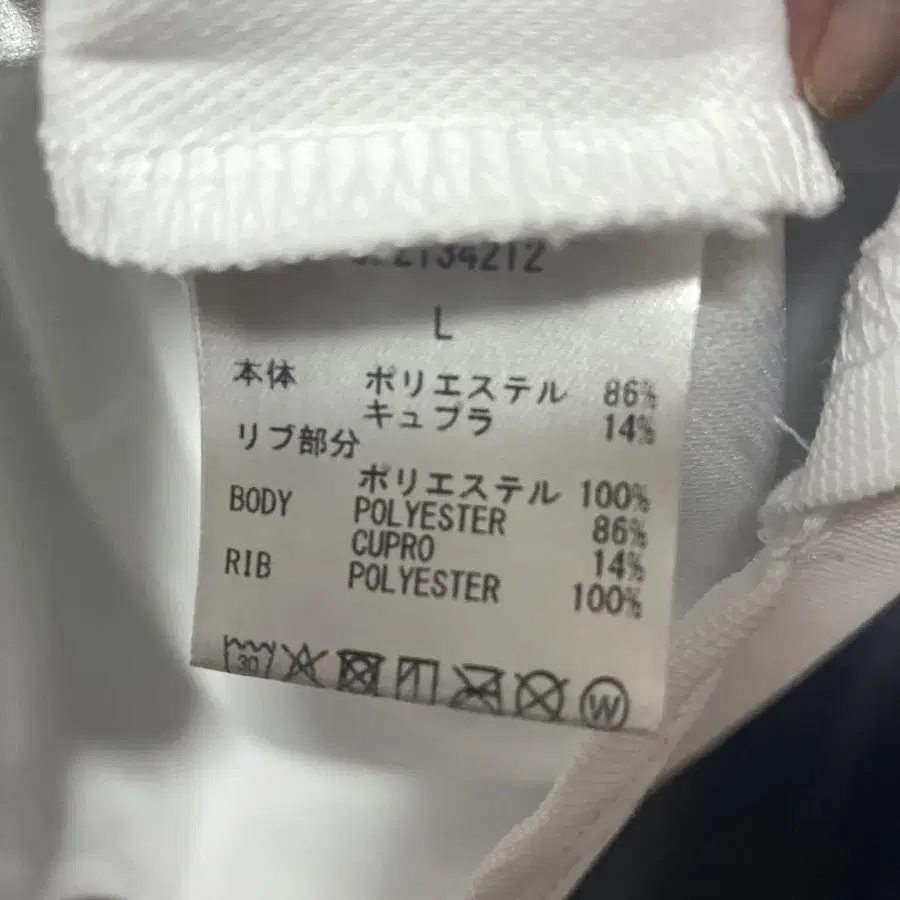 2134212
L
本体 ポリエステル 86%
キュプラ 14%
リブ部分
ポリエステル 100%
BODY POLYESTER 86%
CUPRO 14%
RIB POLYESTER 100%
30
W